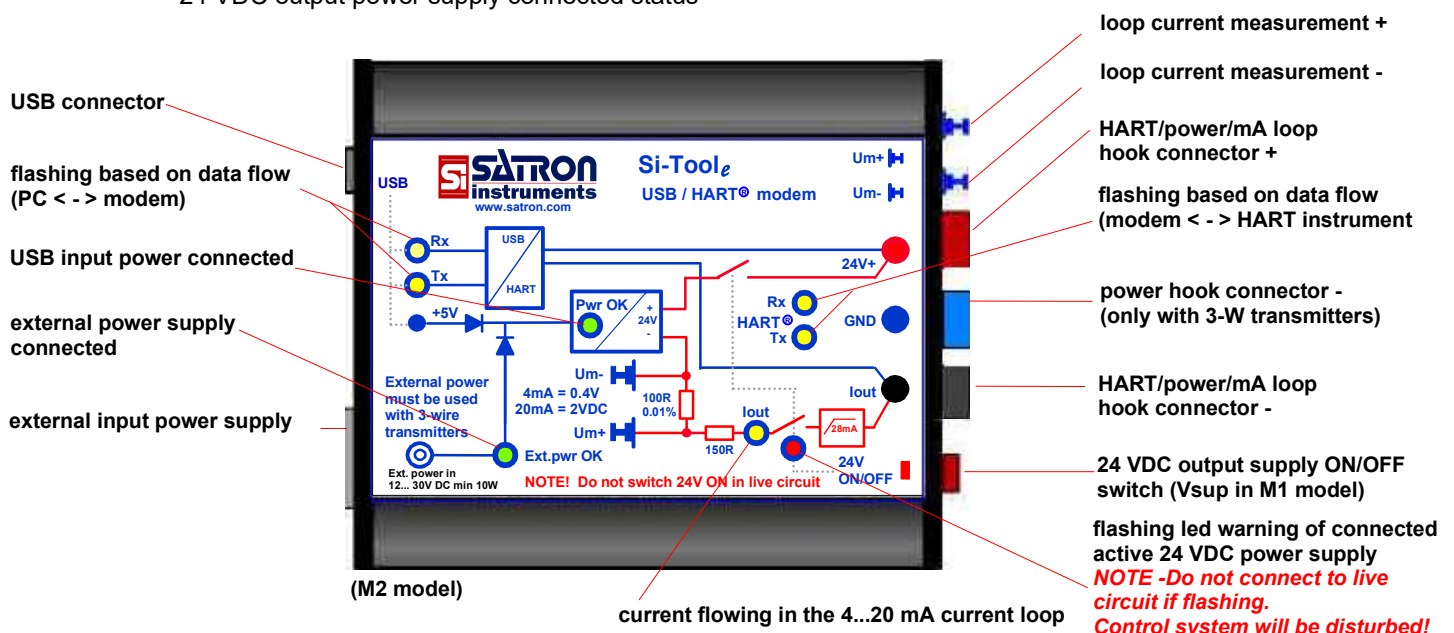 24 VDC output power supply connected status
loop current measurement +
loop current measurement -
HART/power/mA loop
hook connector +
flashing based on data flow
(modem < - > HART instrument
power hook connector -
(only with 3-W transmitters)
HART/power/mA loop
hook connector -
24 VDC output supply ON/OFF
switch (Vsup in M1 model)
flashing led warning of connected
active 24 VDC power supply
NOTE -Do not connect to live
circuit if flashing.
Control system will be disturbed!
USB connector
flashing based on data flow
(PC < - > modem)
USB input power connected
external power supply
connected
external input power supply
Si SATRON
instruments
www.satron.com
Si-Toole
USB / HART® modem
Um+
Um-
USB
Rx
Tx
USB
HART
+5V
Pwr OK
+
24V
-
24V+
Rx
HART®
Tx
GND
External power
must be used
with 3-wire
transmitters
Um-
4mA = 0.4V
20mA = 2VDC
Um+
100R
0.01%
150R
Iout
28mA
Iout
24V
ON/OFF
Ext.pwr OK
Ext. power in
12... 30V DC min 10W
NOTE! Do not switch 24V ON in live circuit
(M2 model)
current flowing in the 4...20 mA current loop